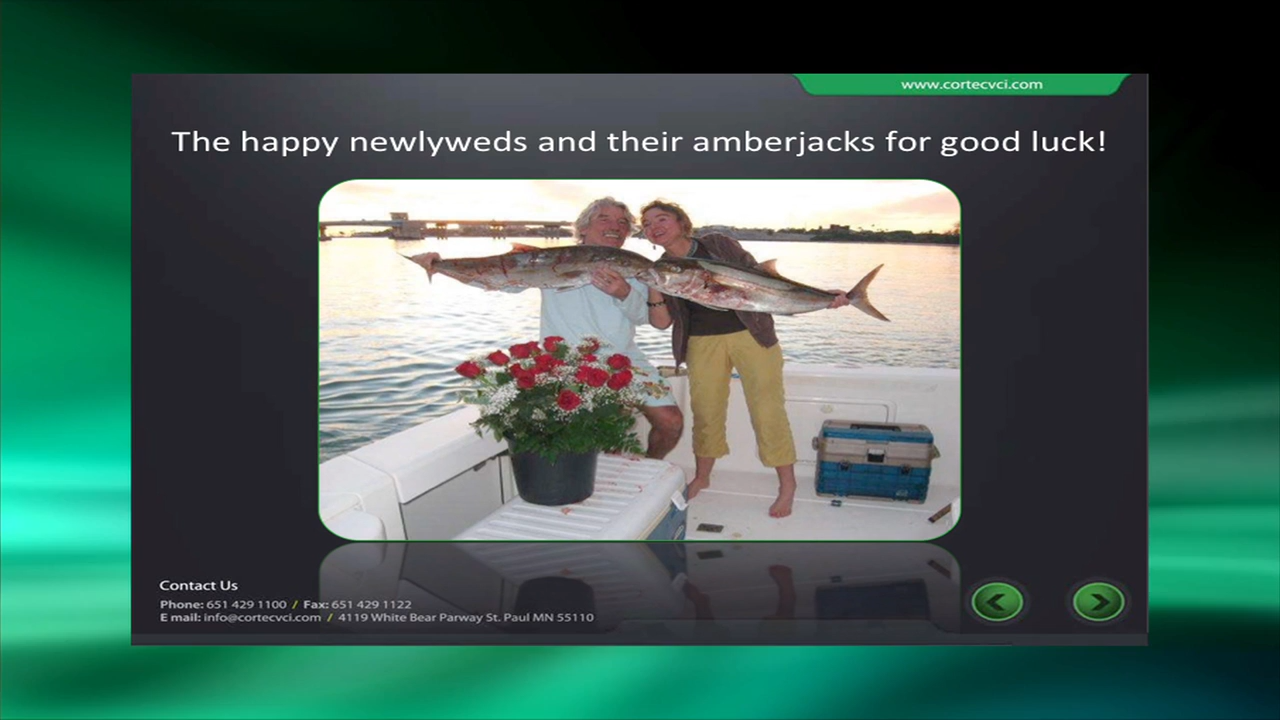 www.cortecvci.com
The happy newlyweds and their amberjacks for good luck!
Contact Us
Phone: 651 429 1100 / Fax: 651 429 1122
E mail: info@cortecvci.com / 4119 White Bear Parway St. Paul MN 55110